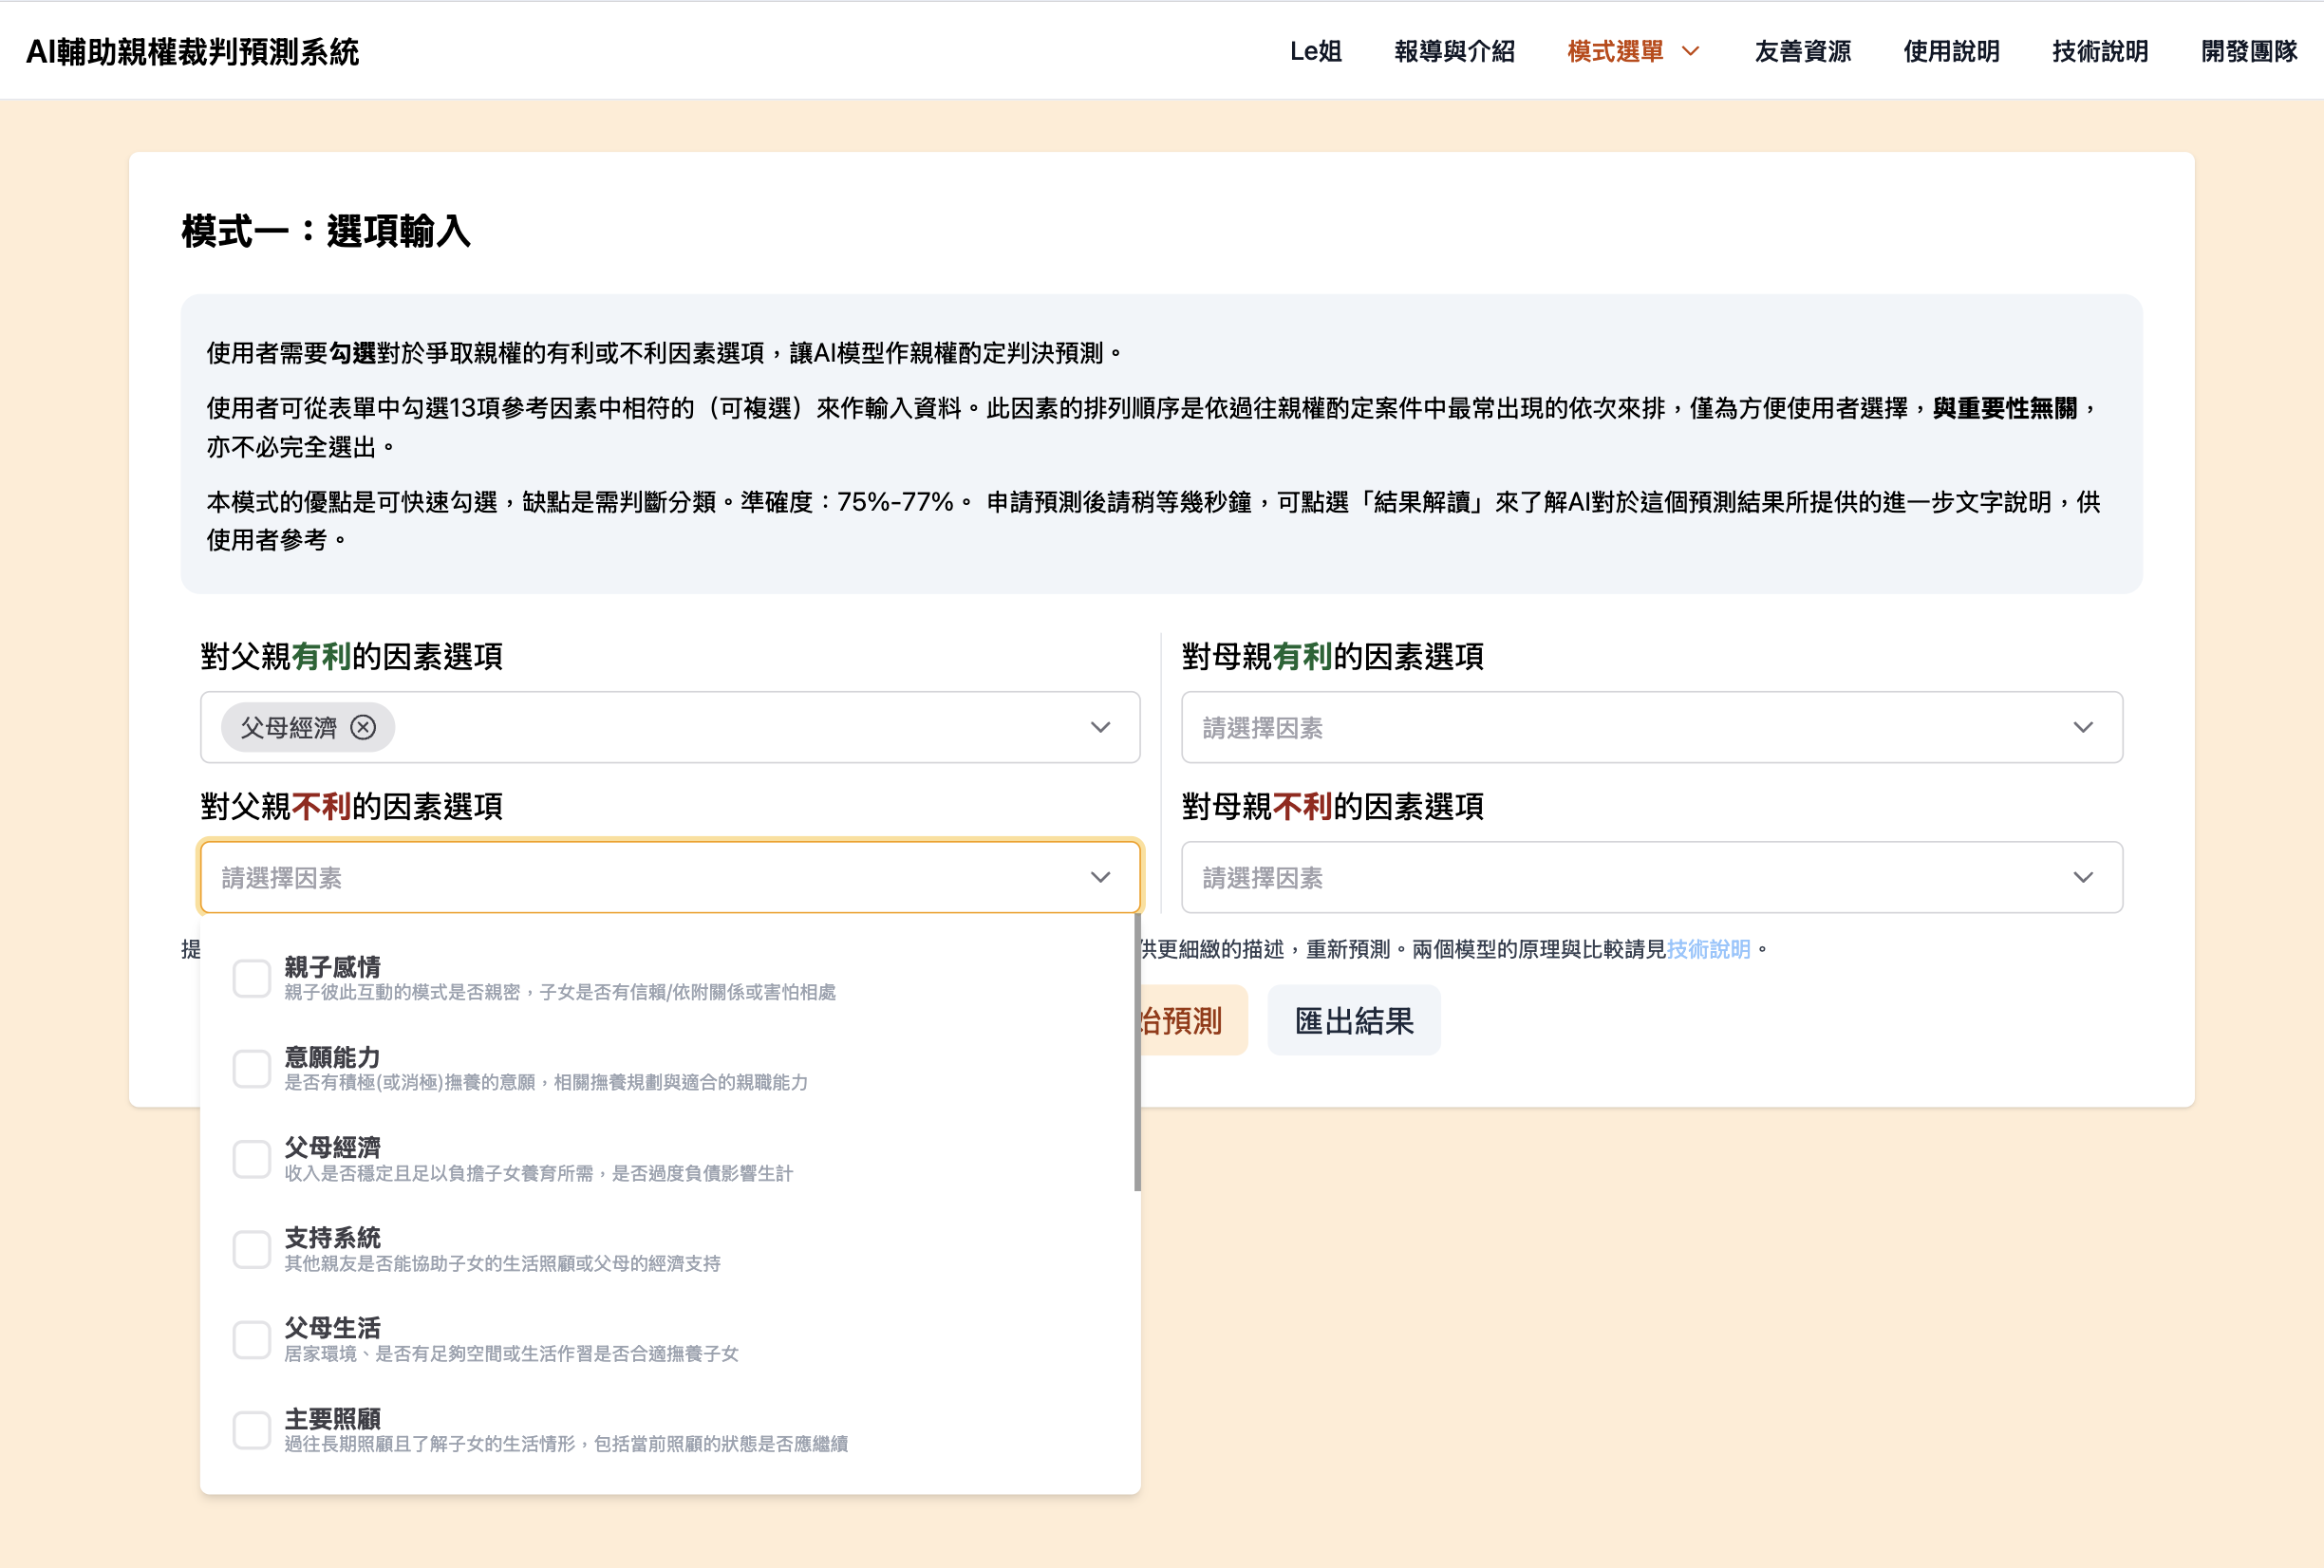 AI輔助親權裁判預測系統
Le姐
報導與介紹
模式選單
友善資源
使用說明
技術說明
開發團隊
模式一：選項輸入
使用者需要勾選對於爭取親權的有利或不利因素選項，讓AI模型作親權酌定判決預測。
使用者可從表單中勾選13項參考因素中相符的（可複選）來作輸入資料。此因素的排列順序是依過往親權酌定案件中最常出現的依次來排，僅為方便使用者選擇，與重要性無關，
亦不必完全選出。
本模式的優點是可快速勾選，缺點是需判斷分類。準確度：75%-77%。 申請預測後請稍等幾秒鐘，可點選「結果解讀」來了解AI對於這個預測結果所提供的進一步文字說明，供
使用者參考。
對父親有利的因素選項
父母經濟
對父親不利的因素選項
請選擇因素
對母親有利的因素選項
請選擇因素
對母親不利的因素選項
請選擇因素
提
供更細緻的描述，重新預測。兩個模型的原理與比較請見技術說明。
始預測
匯出結果
親子感情
親子彼此互動的模式是否親密，子女是否有信賴/依附關係或害怕相處
意願能力
是否有積極(或消極)撫養的意願，相關撫養規劃與適合的親職能力
父母經濟
收入是否穩定且足以負擔子女養育所需，是否過度負債影響生計
支持系統
其他親友是否能協助子女的生活照顧或父母的經濟支持
父母生活
居家環境、是否有足夠空間或生活作習是否合適撫養子女
主要照顧
過往長期照顧且了解子女的生活情形，包括當前照顧的狀態是否應繼續